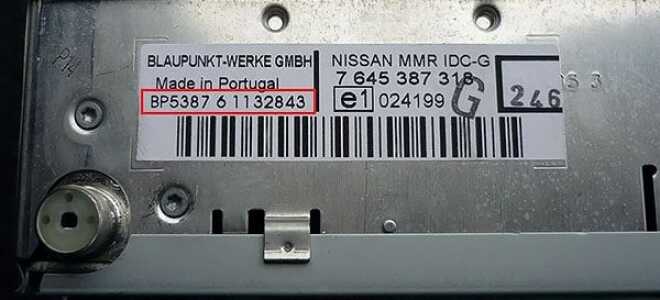 BLAUPUNKT-WERKE GMBH
Made in Portugal
BP5387 6 1132843
NISSAN MMR IDC-G
7 645 387 318
e1 024199
G
246
53